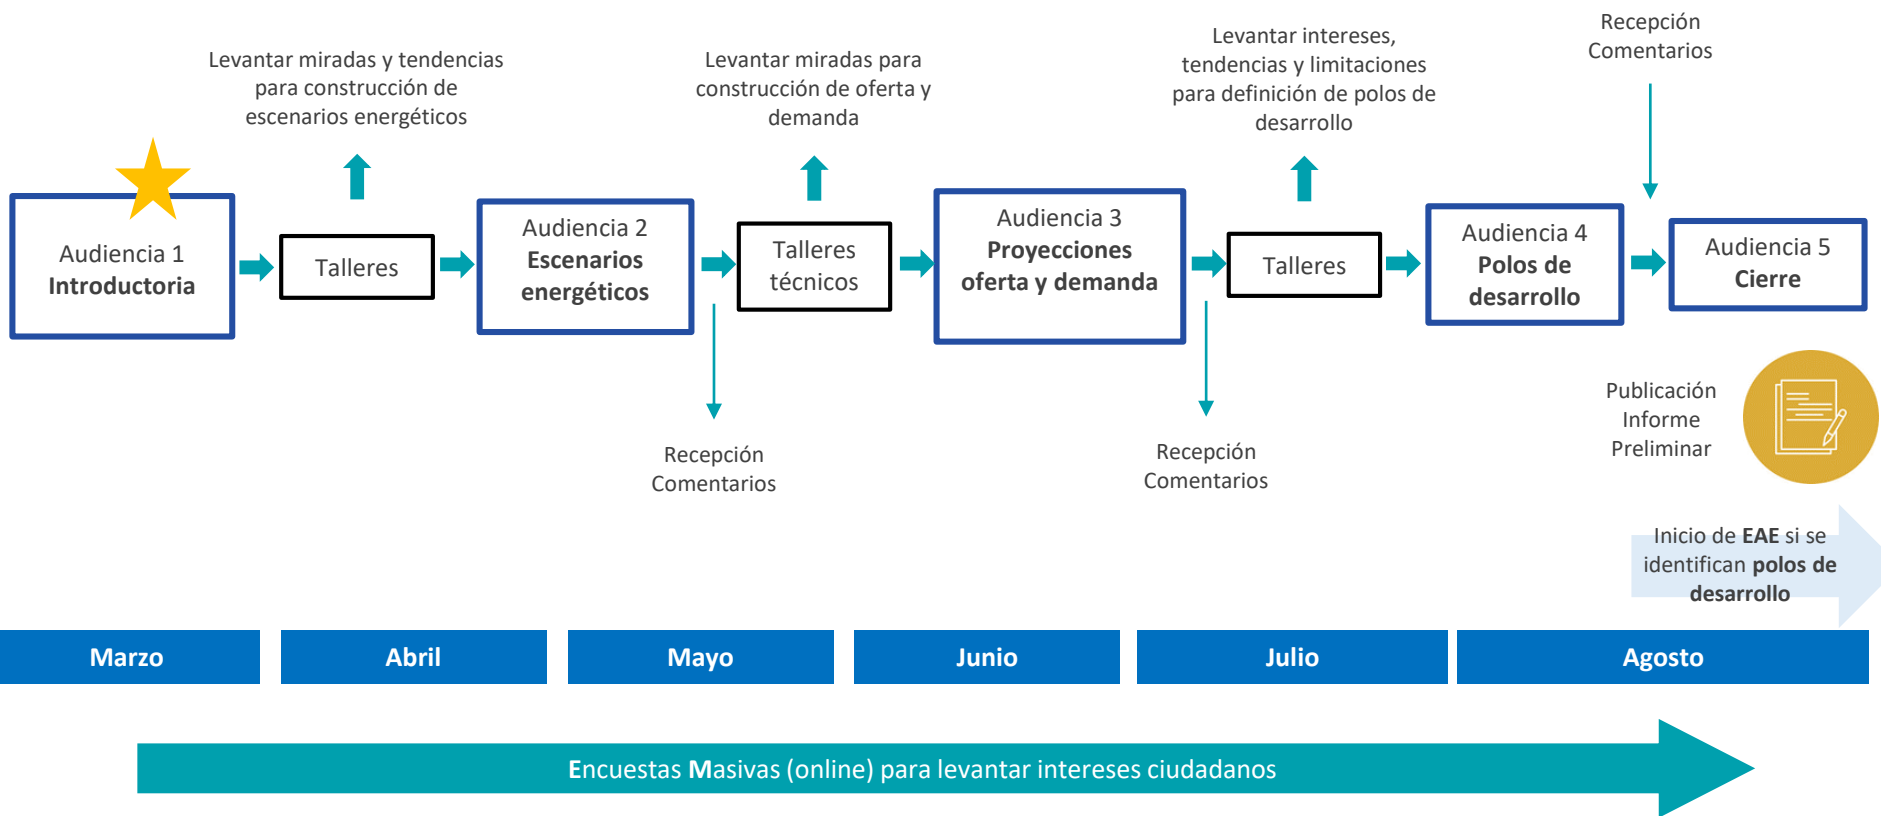 Levantar miradas y tendencias
para construcción de
escenarios energéticos
Levantar miradas para
construcción de oferta y
demanda
Levantar intereses,
tendencias y limitaciones
para definición de polos de
desarrollo
Recepción
Comentarios
Audiencia 1
Introductoria
Talleres
Audiencia 2
Escenarios
energéticos
Talleres
técnicos
Audiencia 3
Proyecciones
oferta y demanda
Talleres
Audiencia 4
Polos de
desarrollo
Audiencia 5
Cierre
Recepción
Comentarios
Recepción
Comentarios
Publicación
Informe
Preliminar
Inicio de EAE si se
identifican polos de
desarrollo
Marzo
Abril
Mayo
Junio
Julio
Agosto
Encuestas Masivas (online) para levantar intereses ciudadanos